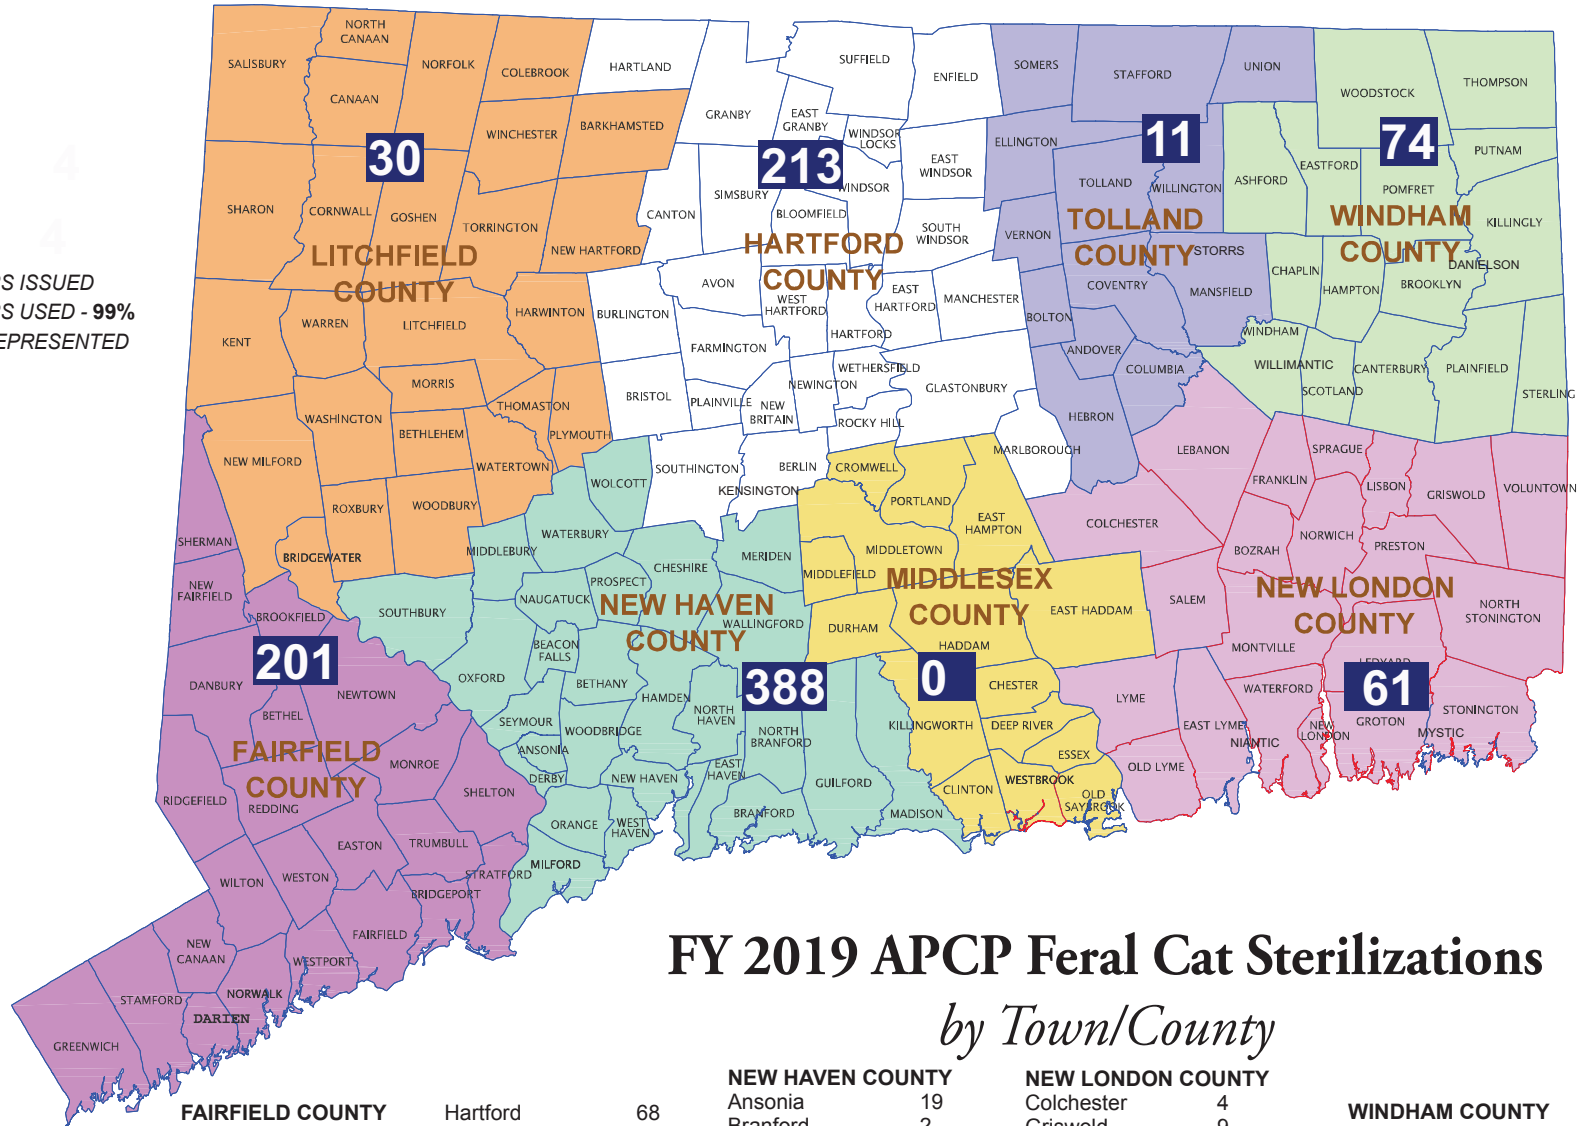 NORTH
CANAAN
SALISBURY
NORFOLK
COLEBROOK
HARTLAND
SUFFIELD
ENFIELD
SOMERS
STAFFORD
UNION
WOODSTOCK
THOMPSON
CANAAN
WINCHESTER
BARKHAMSTED
GRANBY
EAST
GRANBY
WINDSOR
LOCKS
EAST
WINDSOR
ELLINGTON
TOLLAND
WILLINGTON
ASHFORD
EASTFORD
POMFRET
PUTNAM
KILLINGLY
4
4
30
213
11
74
SHARON
CORNWALL
GOSHEN
TORRINGTON
NEW HARTFORD
CANTON
SIMSBURY
BLOOMFIELD
WINDSOR
SOUTH
WINDSOR
VERNON
LITCHFIELD
COUNTY
HARTFORD
COUNTY
TOLLAND
COUNTY
WINDHAM
COUNTY
STORRS
MANSFIELD
COVENTRY
CHAPLIN
HAMPTON
BROOKLYN
DANIELSON
S ISSUED
S USED - 99%
EPRESENTED
KENT
WARREN
LITCHFIELD
HARWINTON
BURLINGTON
AVON
WEST
HARTFORD
HARTFORD
EAST
HARTFORD
MANCHESTER
BOLTON
ANDOVER
COLUMBIA
WINDHAM
WILLIMANTIC
SCOTLAND
CANTERBURY
PLAINFIELD
STERLING
FARMINGTON
MORRIS
THOMASTON
PLYMOUTH
BRISTOL
PLAINVILLE
NEW
BRITAIN
NEWINGTON
WETHERSFIELD
ROCKY HILL
GLASTONBURY
HEBRON
MARLBOROUGH
WASHINGTON
BETHLEHEM
WATERTOWN
NEW MILFORD
ROXBURY
WOODBURY
BRIDGEWATER
WOLCOTT
SOUTHINGTON
BERLIN
KENSINGTON
CROMWELL
PORTLAND
EAST
HAMPTON
LEBANON
FRANKLIN
SPRAGUE
LISBON
GRISWOLD
VOLUNTOWN
COLCHESTER
BOZRAH
NORWICH
PRESTON
SHERMAN
NEW
FAIRFIELD
BROOKFIELD
SOUTHBURY
MIDDLEBURY
WATERBURY
NAUGATUCK
PROSPECT
CHESHIRE
MERIDEN
MIDDLEFIELD
MIDDLETOWN
NEW HAVEN
COUNTY
WALLINGFORD
MIDDLESEX
COUNTY
DURHAM
HADDAM
EAST HADDAM
SALEM
NEW LONDON
COUNTY
NORTH
STONINGTON
MONTVILLE
LEDYARD
201
388
0
61
DANBURY
BETHEL
NEWTOWN
OXFORD
BEACON
FALLS
BETHANY
SEYMOUR
WOODBRIDGE
HAMDEN
NORTH
HAVEN
NORTH
BRANFORD
KILLINGWORTH
CHESTER
DEEP RIVER
ESSEX
LYME
EAST LYME
WATERFORD
NIANTIC
NEW
LONDON
GROTON
STONINGTON
MYSTIC
FAIRFIELD
COUNTY
RIDGEFIELD
REDDING
MONROE
SHELTON
ANSONIA
DERBY
NEW HAVEN
EAST
HAVEN
GUILFORD
MADISON
CLINTON
WESTBROOK
OLD
SAYBROOK
OLD LYME
ORANGE
WEST
HAVEN
BRANFORD
MILFORD
EASTON
TRUMBULL
STRATFORD
BRIDGEPORT
WILTON
WESTON
FAIRFIELD
NEW
CANAAN
WESTPORT
STAMFORD
NORWALK
DARIEN
GREENWICH
FY 2019 APCP Feral Cat Sterilizations
by Town/County
FAIRFIELD COUNTY
Hartford 68
NEW HAVEN COUNTY
Ansonia 19
Branford 2
NEW LONDON COUNTY
Colchester 4
Griswold 9
WINDHAM COUNTY